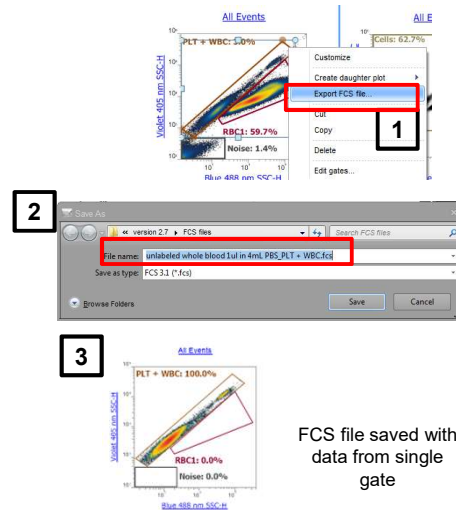 All Events
All E
PLT + WBC: 3.0%
Cells: 62.7%
Customize
Create daughter plot
Export FCS file...
Cut
Copy
Delete
Edit gates...
1
Violet 405 nm SSC-H
RBC1: 59.7%
Noise: 1.4%
Blue 488 nm SSC-H
2
Save As
« version 2.7 ▸ FCS files
Search FCS files
File name: unlabeled whole blood 1ul in 4mL PBS_PLT + WBC.fcs
Save as type: FCS 3.1 (*.fcs)
Browse Folders
Save
Cancel
3
All Events
PLT + WBC: 100.0%
Violet 405 nm SSC-H
RBC1: 0.0%
Noise: 0.0%
Blue 488 nm SSC-H
FCS file saved with
data from single
gate